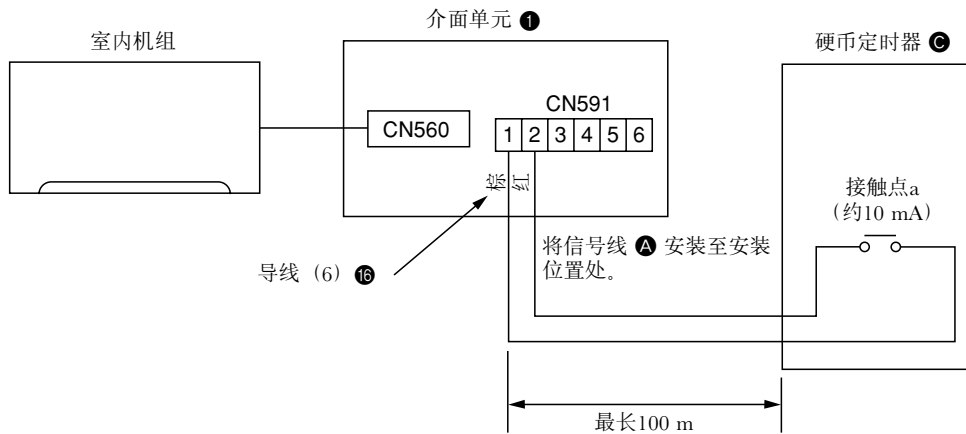 介面单元 ❶
室内机组
硬币定时器 C
CN591
CN560
1 2 3 4 5 6
棕
红
接触点a
（约10 mA）
将信号线 A 安装至安装
位置处。
导线（6）⓰
最长100 m